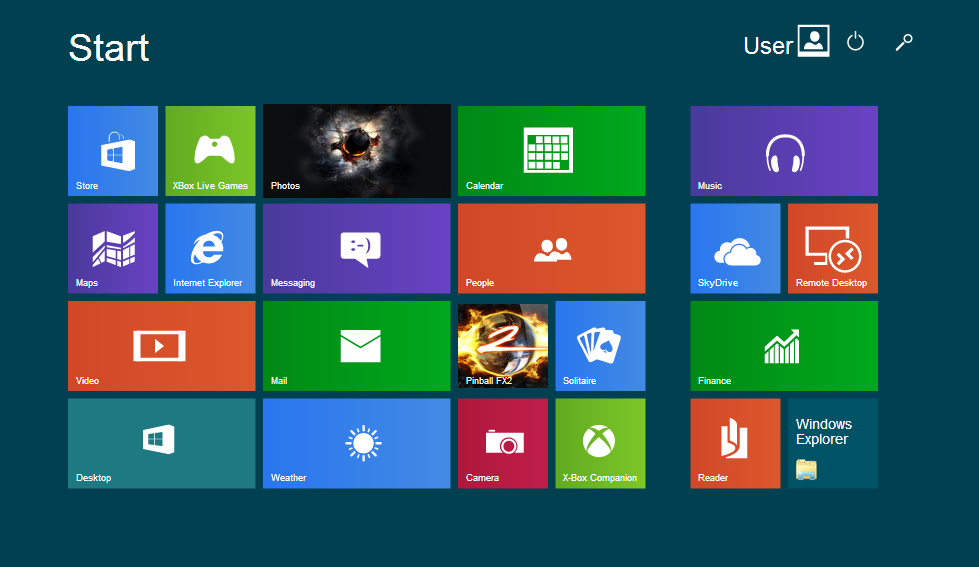 Start
User
Store
XBox Live Games
Photos
Calendar
Music
Maps
Internet Explorer
Messaging
:-)
People
SkyDrive
Remote Desktop
Video
Mail
2
Pinball FX2
Solitaire
Finance
Desktop
Weather
Camera
X-Box Companion
Reader
Windows
Explorer